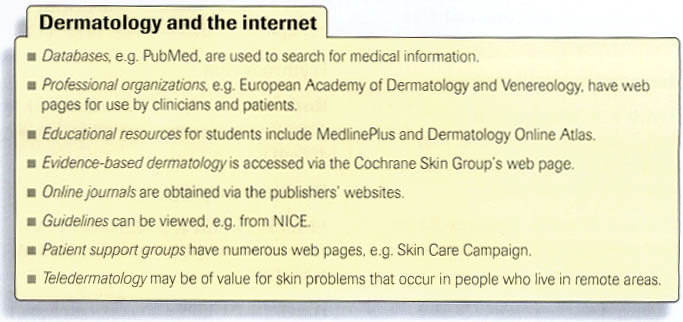 Dermatology and the internet
■ Databases, e.g. PubMed, are used to search for medical information.
■ Professional organizations, e.g. European Academy of Dermatology and Venereology, have web
pages for use by clinicians and patients.
■ Educational resources for students include MedlinePlus and Dermatology Online Atlas.
■ Evidence-based dermatology is accessed via the Cochrane Skin Group's web page.
■ Online journals are obtained via the publishers' websites.
■ Guidelines can be viewed, e.g. from NICE.
■ Patient support groups have numerous web pages, e.g. Skin Care Campaign.
■ Teledermatology may be of value for skin problems that occur in people who live in remote areas.